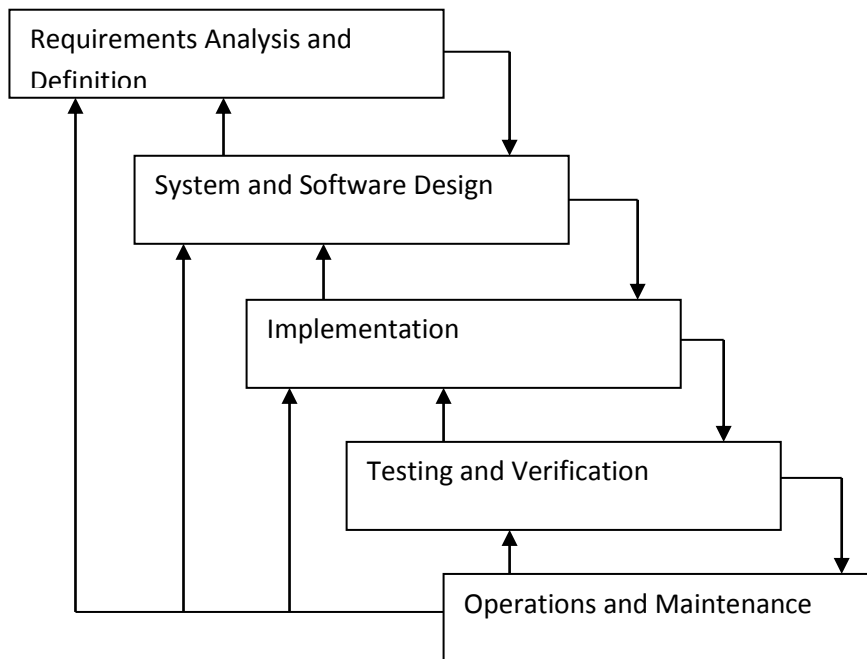 Requirements Analysis and
Definition
System and Software Design
Implementation
Testing and Verification
Operations and Maintenance